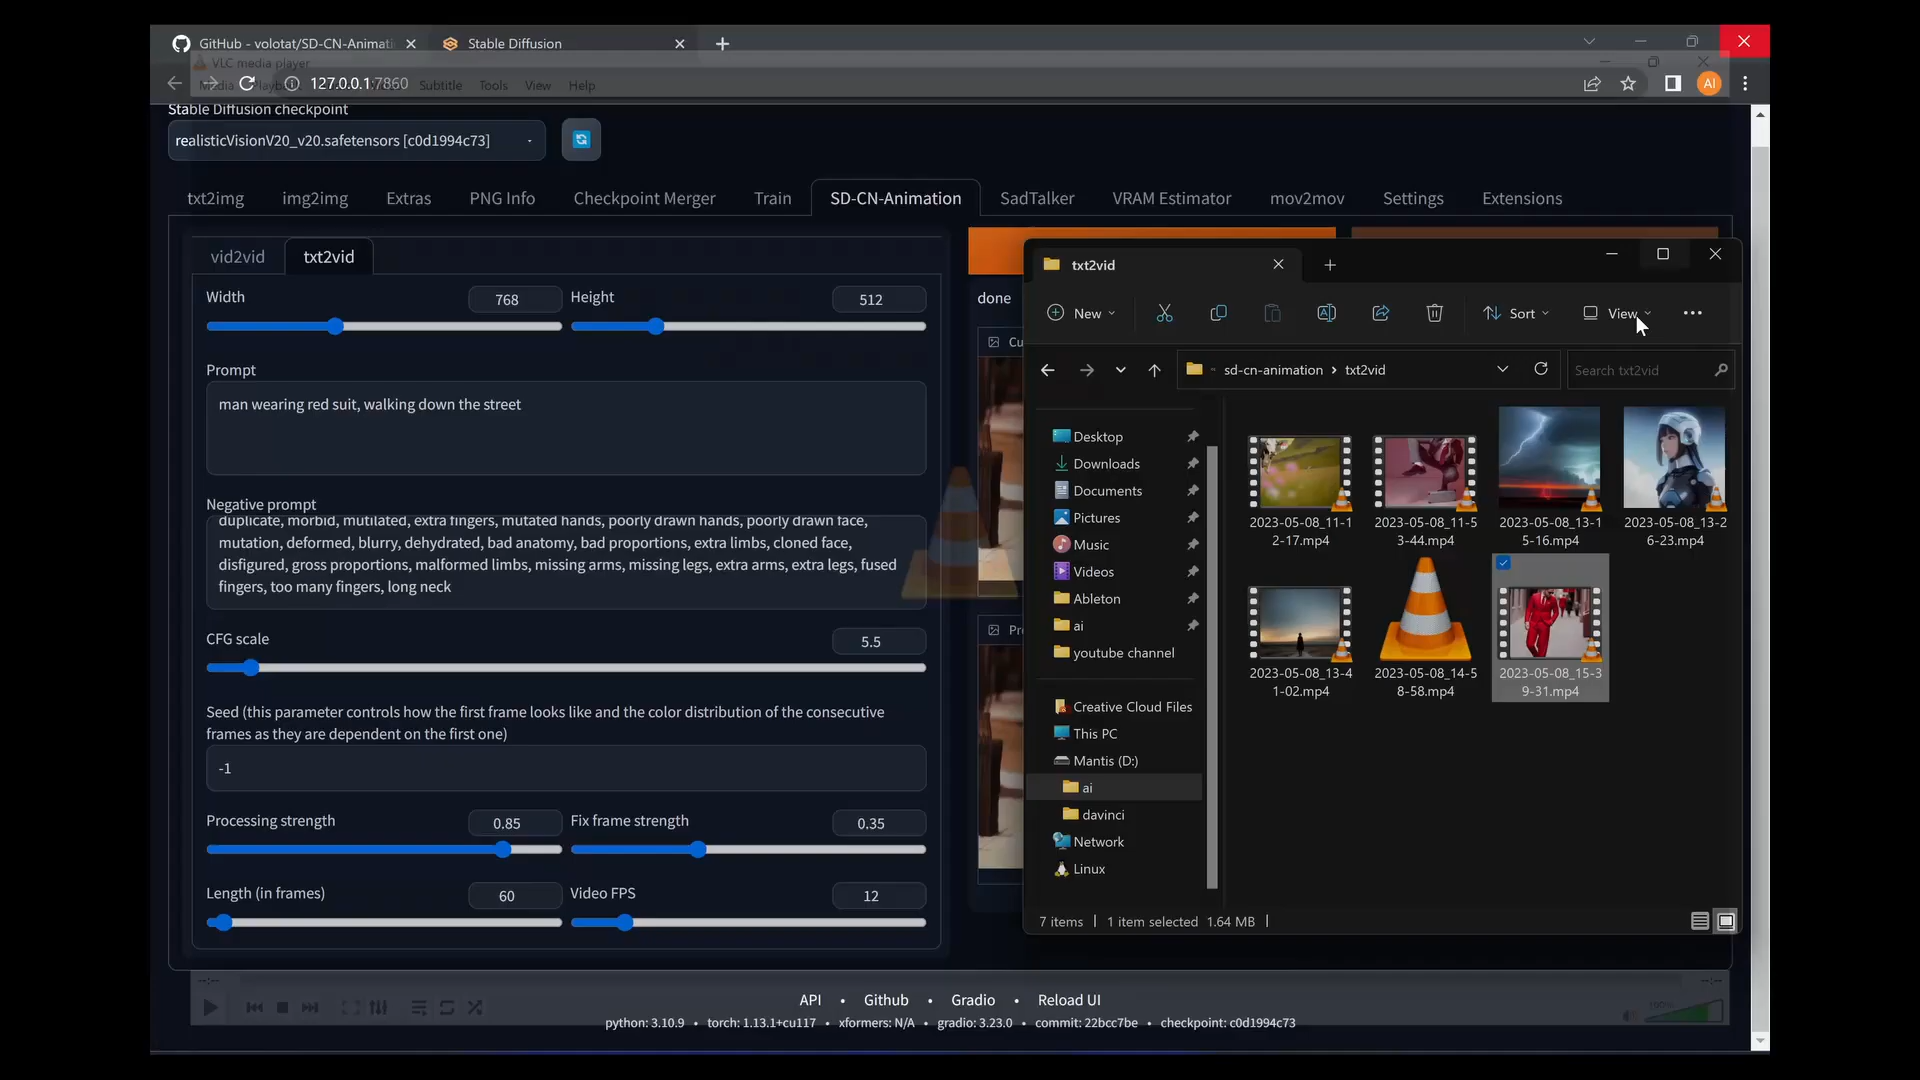 GitHub - volotat/SD-CN-Animati
Stable Diffusion
VLC media player
127.0.0.1:7860
Subtitle
Tools
View
Help
AI
Stable Diffusion checkpoint
realisticVisionV20_v20.safetensors [c0d1994c73]
txt2img
img2img
Extras
PNG Info
Checkpoint Merger
Train
SD-CN-Animation
SadTalker
VRAM Estimator
mov2mov
Settings
Extensions
vid2vid
txt2vid
Width
768
Height
512
Prompt
man wearing red suit, walking down the street
Negative prompt
duplicate, morbid, mutilated, extra fingers, mutated hands, poorly drawn hands, poorly drawn face,
mutation, deformed, blurry, dehydrated, bad anatomy, bad proportions, extra limbs, cloned face,
disfigured, gross proportions, malformed limbs, missing arms, missing legs, extra arms, extra legs, fused
fingers, too many fingers, long neck
CFG scale
5.5
Seed (this parameter controls how the first frame looks like and the color distribution of the consecutive
frames as they are dependent on the first one)
-1
Processing strength
0.85
Fix frame strength
0.35
Length (in frames)
60
Video FPS
12
done
Cu
Pr
txt2vid
New
Sort
View
sd-cn-animation
txt2vid
Search txt2vid
Desktop
Downloads
Documents
Pictures
Music
Videos
Ableton
ai
youtube channel
Creative Cloud Files
This PC
Mantis (D:)
ai
davinci
Network
Linux
2023-05-08_11-1
2-17.mp4
2023-05-08_11-5
3-44.mp4
2023-05-08_13-1
5-16.mp4
2023-05-08_13-2
6-23.mp4
2023-05-08_13-4
1-02.mp4
2023-05-08_14-5
8-58.mp4
2023-05-08_15-3
9-31.mp4
7 items
1 item selected 1.64 MB
--:--
--:--
100%
API • Github • Gradio • Reload UI
python: 3.10.9 • torch: 1.13.1+cu117 • xformers: N/A • gradio: 3.23.0 • commit: 22bcc7be • checkpoint: c0d1994c73